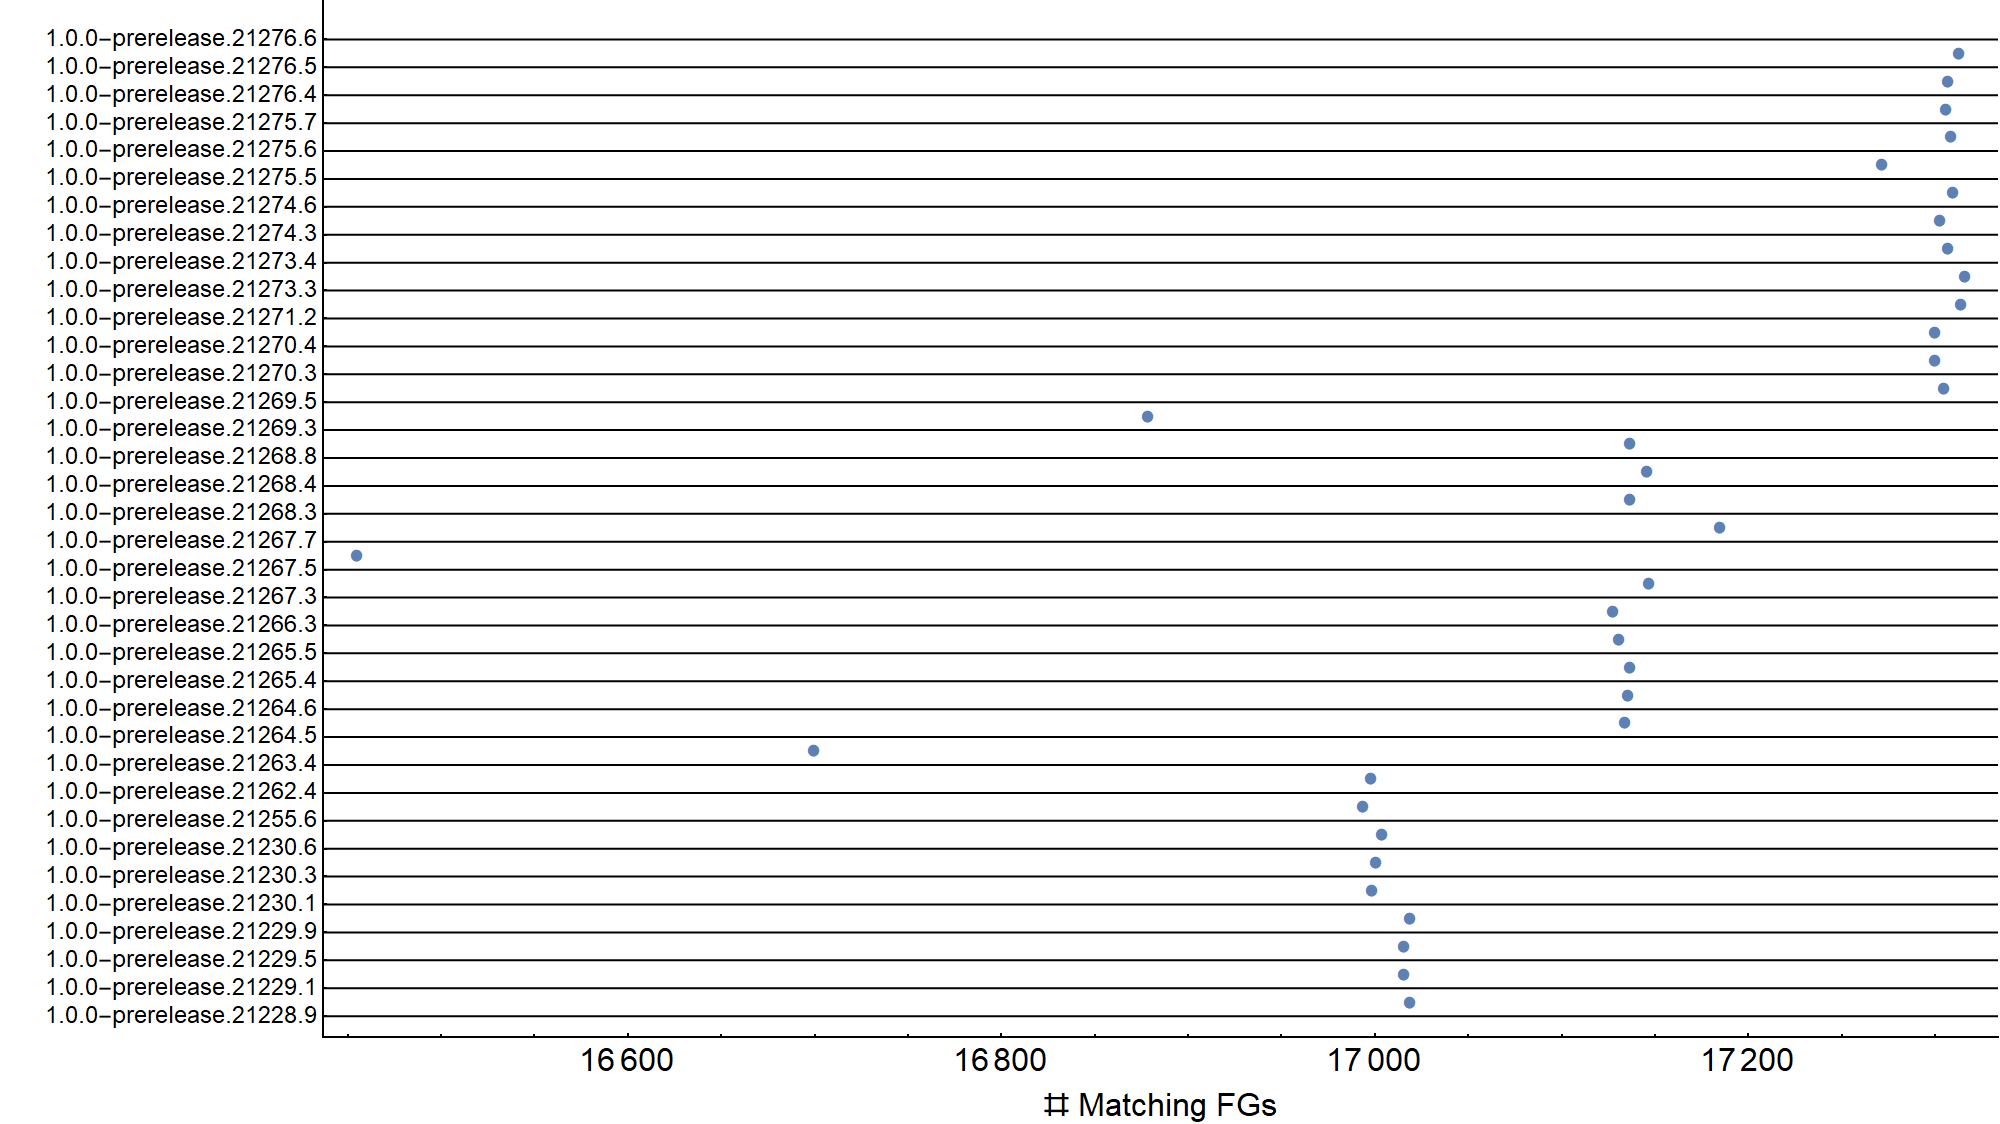 1.0.0−prerelease.21276.6
1.0.0−prerelease.21276.5
1.0.0−prerelease.21276.4
1.0.0−prerelease.21275.7
1.0.0−prerelease.21275.6
1.0.0−prerelease.21275.5
1.0.0−prerelease.21274.6
1.0.0−prerelease.21274.3
1.0.0−prerelease.21273.4
1.0.0−prerelease.21273.3
1.0.0−prerelease.21271.2
1.0.0−prerelease.21270.4
1.0.0−prerelease.21270.3
1.0.0−prerelease.21269.5
1.0.0−prerelease.21269.3
1.0.0−prerelease.21268.8
1.0.0−prerelease.21268.4
1.0.0−prerelease.21268.3
1.0.0−prerelease.21267.7
1.0.0−prerelease.21267.5
1.0.0−prerelease.21267.3
1.0.0−prerelease.21266.3
1.0.0−prerelease.21265.5
1.0.0−prerelease.21265.4
1.0.0−prerelease.21264.6
1.0.0−prerelease.21264.5
1.0.0−prerelease.21263.4
1.0.0−prerelease.21262.4
1.0.0−prerelease.21255.6
1.0.0−prerelease.21230.6
1.0.0−prerelease.21230.3
1.0.0−prerelease.21230.1
1.0.0−prerelease.21229.9
1.0.0−prerelease.21229.5
1.0.0−prerelease.21229.1
1.0.0−prerelease.21228.9
16 600 16 800 17 000 17 200
# Matching FGs